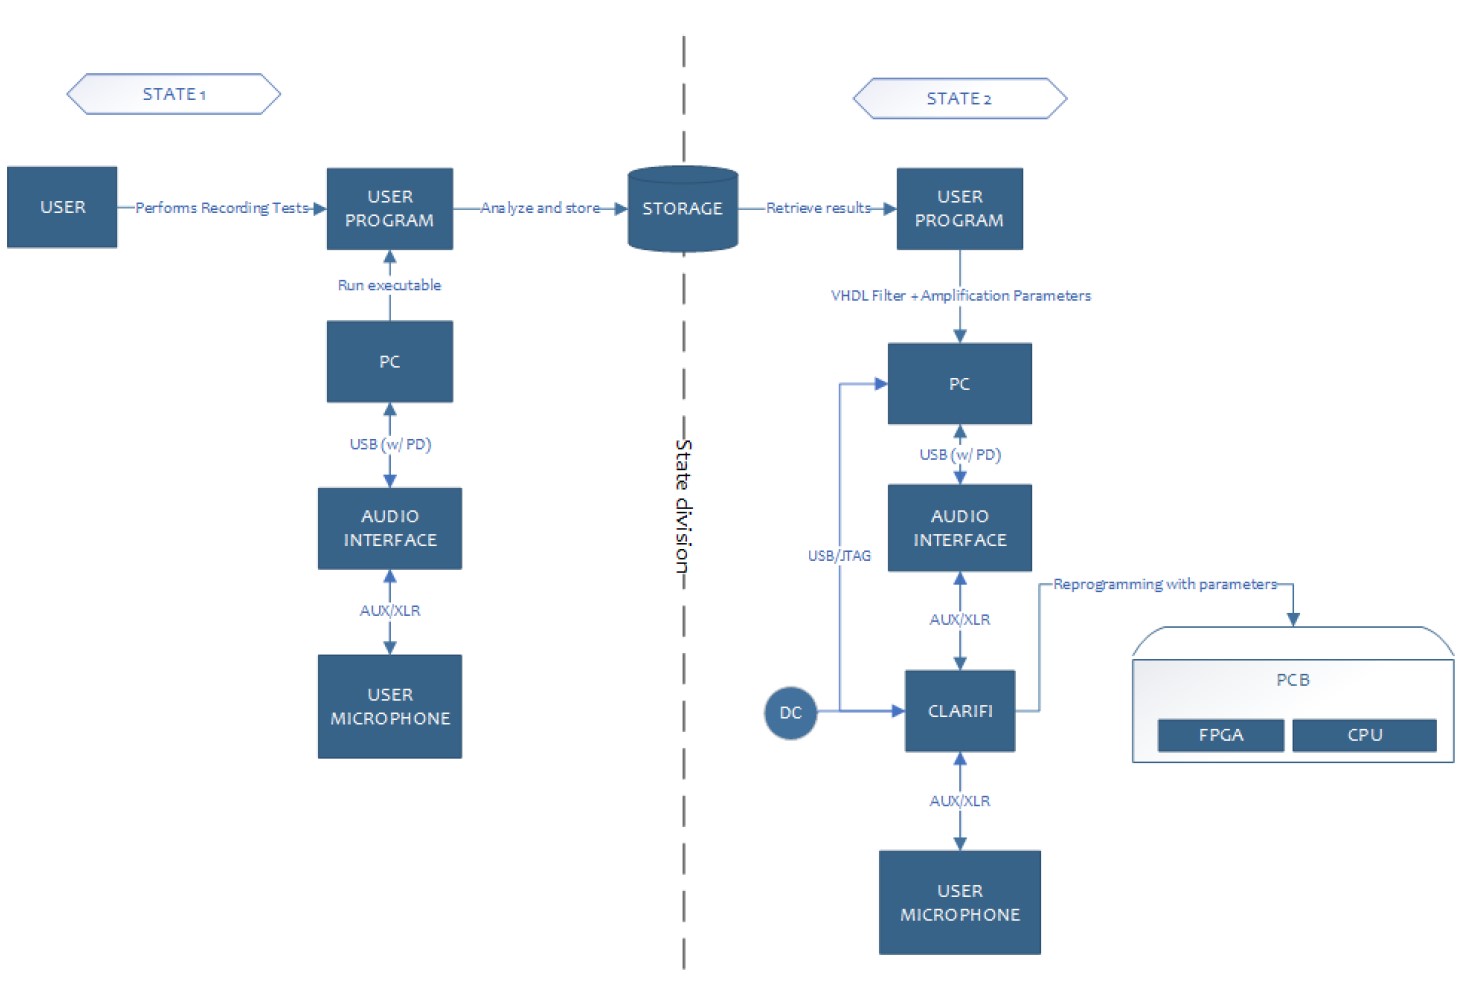 STATE 1
STATE 2
USER
Performs Recording Tests
USER
PROGRAM
Analyze and store
STORAGE
Retrieve results
USER
PROGRAM
Run executable
PC
USB (w/ PD)
AUDIO
INTERFACE
AUX/XLR
USER
MICROPHONE
State division
VHDL Filter + Amplification Parameters
PC
USB (w/ PD)
AUDIO
INTERFACE
USB/JTAG
AUX/XLR
Reprogramming with parameters
DC
CLARIFI
PCB
FPGA
CPU
AUX/XLR
USER
MICROPHONE